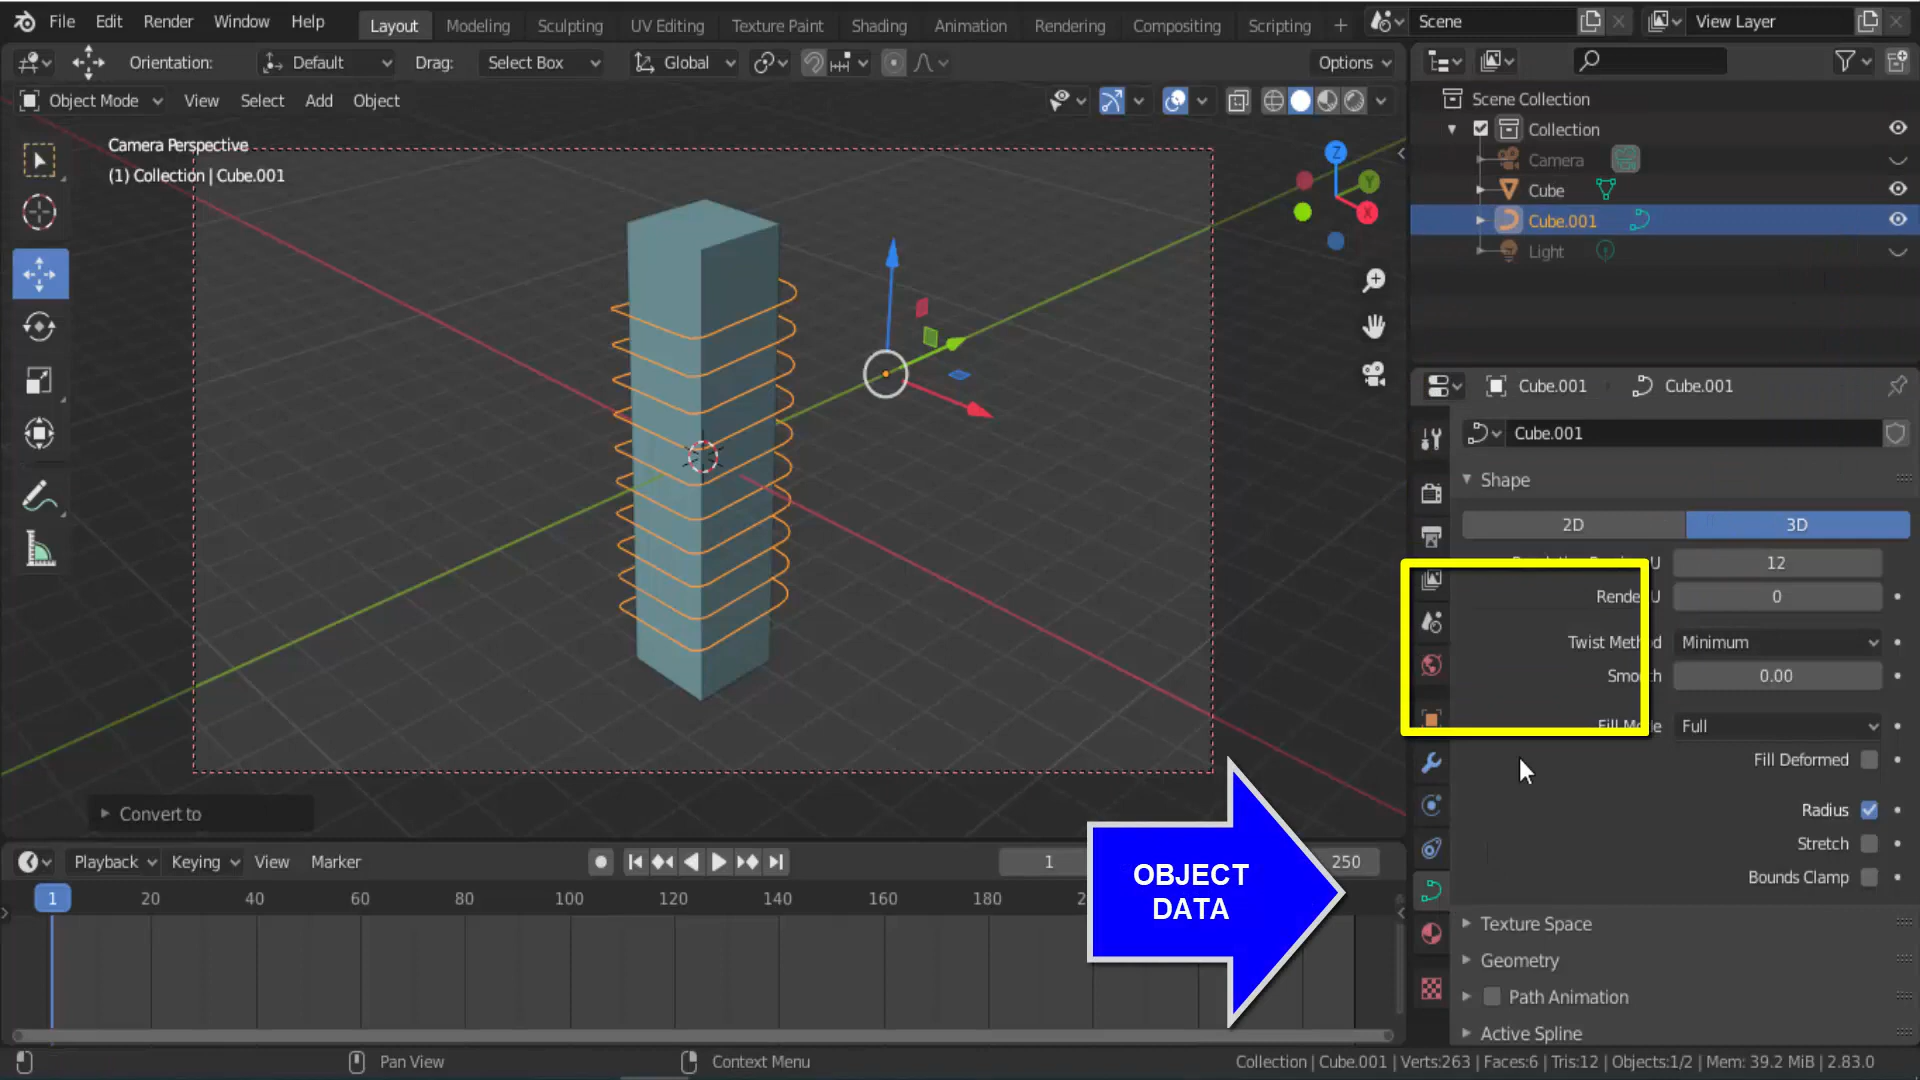 File Edit Render Window Help Layout Modeling Sculpting UV Editing Texture Paint Shading Animation Rendering Compositing Scripting + Scene View Layer
Orientation: Default Drag: Select Box Global Options
Object Mode View Select Add Object
Camera Perspective
(1) Collection | Cube.001
Z
Y
X
Scene Collection
Collection
Camera
Cube
Cube.001
Light
Cube.001 Cube.001
Cube.001
Shape
2D 3D
U 12
Render U 0
Twist Method Minimum
Smooth 0.00
Fill Mode Full
Fill Deformed
Radius
Stretch
Bounds Clamp
Texture Space
Geometry
Path Animation
Active Spline
Convert to
Playback Keying View Marker 1 250
1 20 40 60 80 100 120 140 160 180
OBJECT
DATA
Pan View Context Menu Collection | Cube.001 | Verts:263 | Faces:6 | Tris:12 | Objects:1/2 | Mem: 39.2 MiB | 2.83.0